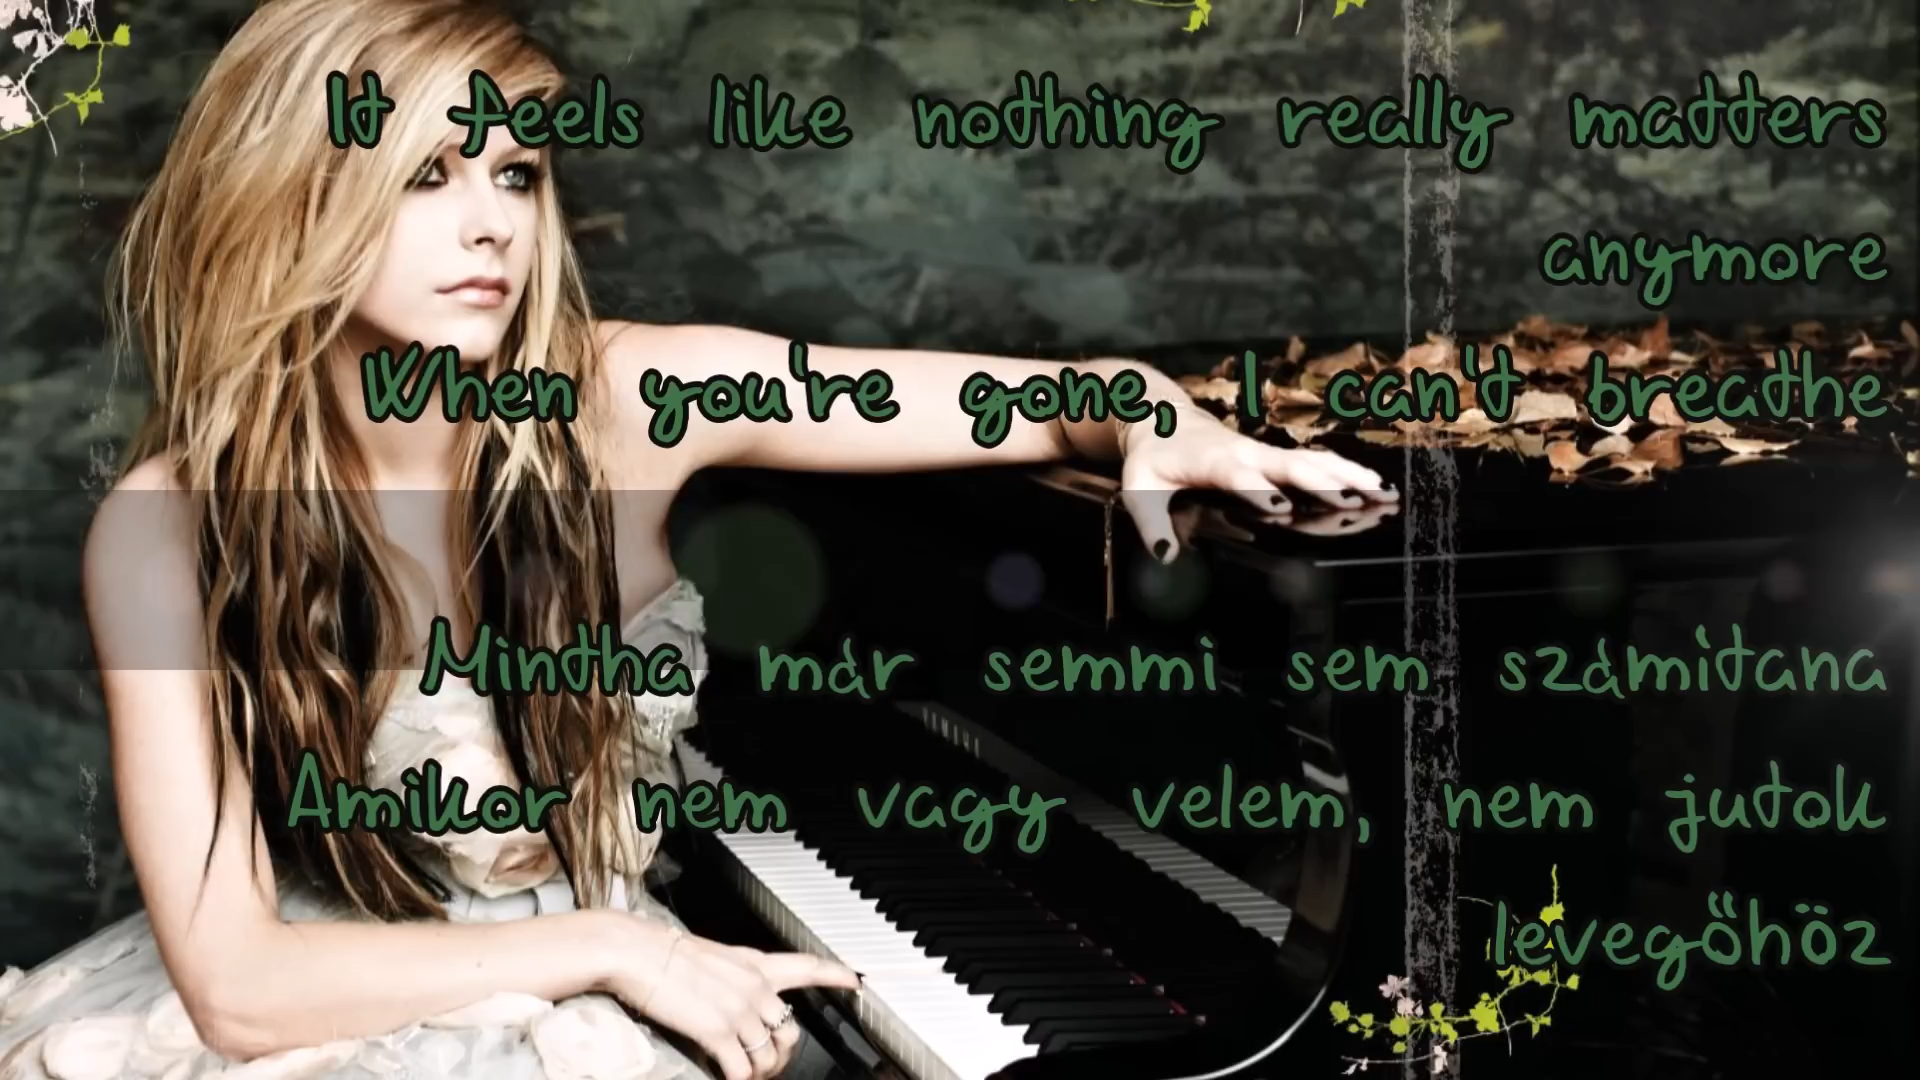 It feels like nothing really matters
anymore
When you're gone, I can't breathe
Mintha már semmi sem számitana
Amikor nem vagy velem, nem jutok
levegőhöz